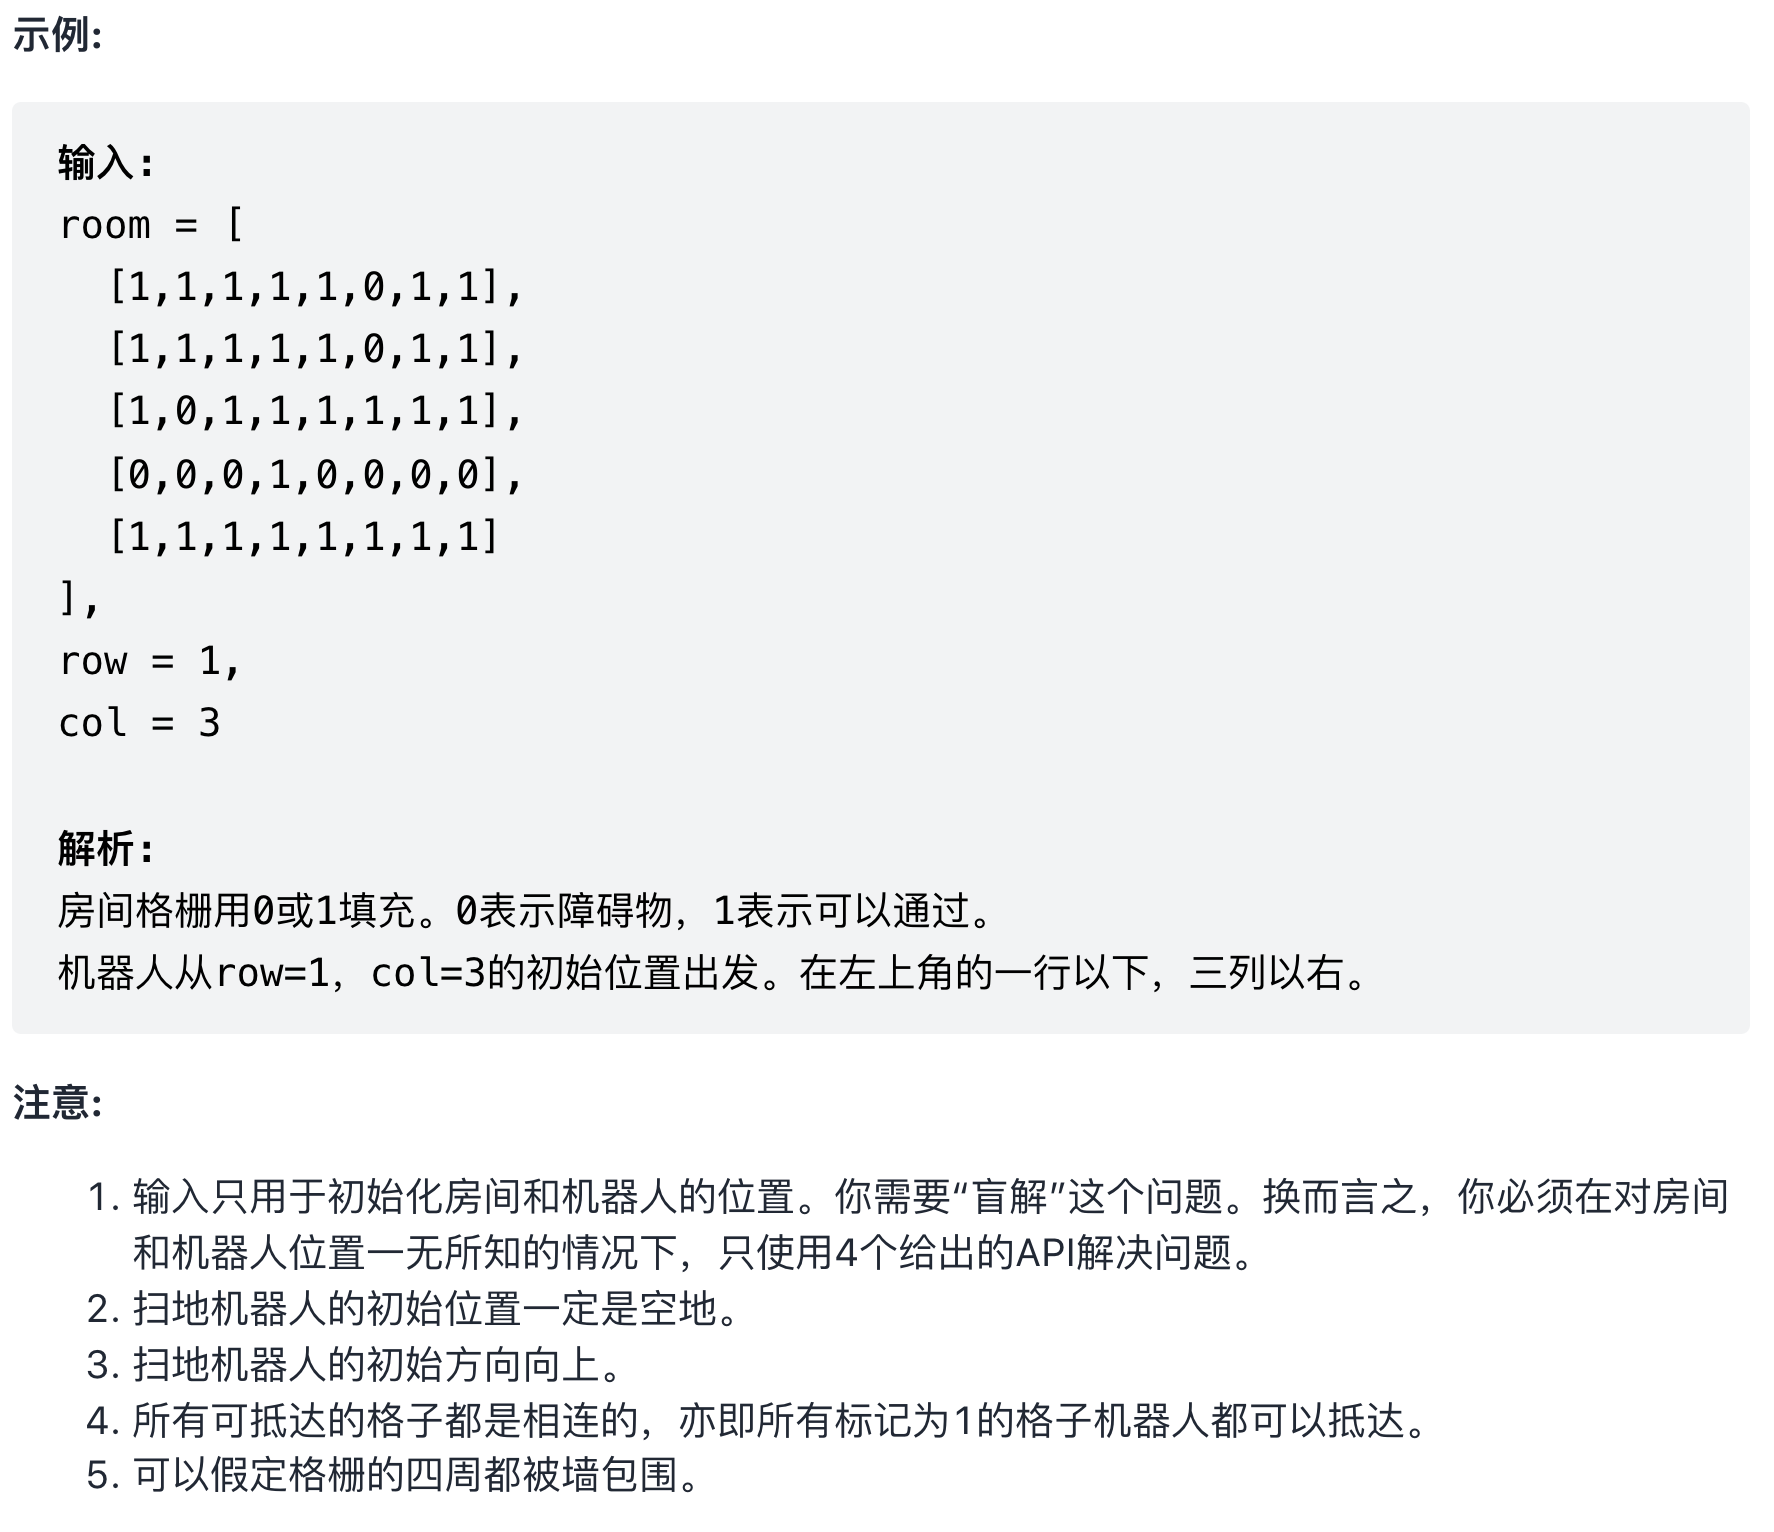 示例:
输入:
room = [
  [1,1,1,1,1,0,1,1],
  [1,1,1,1,1,0,1,1],
  [1,0,1,1,1,1,1,1],
  [0,0,0,1,0,0,0,0],
  [1,1,1,1,1,1,1,1]
],
row = 1,
col = 3
解析:
房间格栅用0或1填充。0表示障碍物，1表示可以通过。
机器人从row=1，col=3的初始位置出发。在左上角的一行以下，三列以右。
注意:
1. 输入只用于初始化房间和机器人的位置。你需要“盲解”这个问题。换而言之，你必须在对房间
和机器人位置一无所知的情况下，只使用4个给出的API解决问题。
2. 扫地机器人的初始位置一定是空地。
3. 扫地机器人的初始方向向上。
4. 所有可抵达的格子都是相连的，亦即所有标记为1的格子机器人都可以抵达。
5. 可以假定格栅的四周都被墙包围。